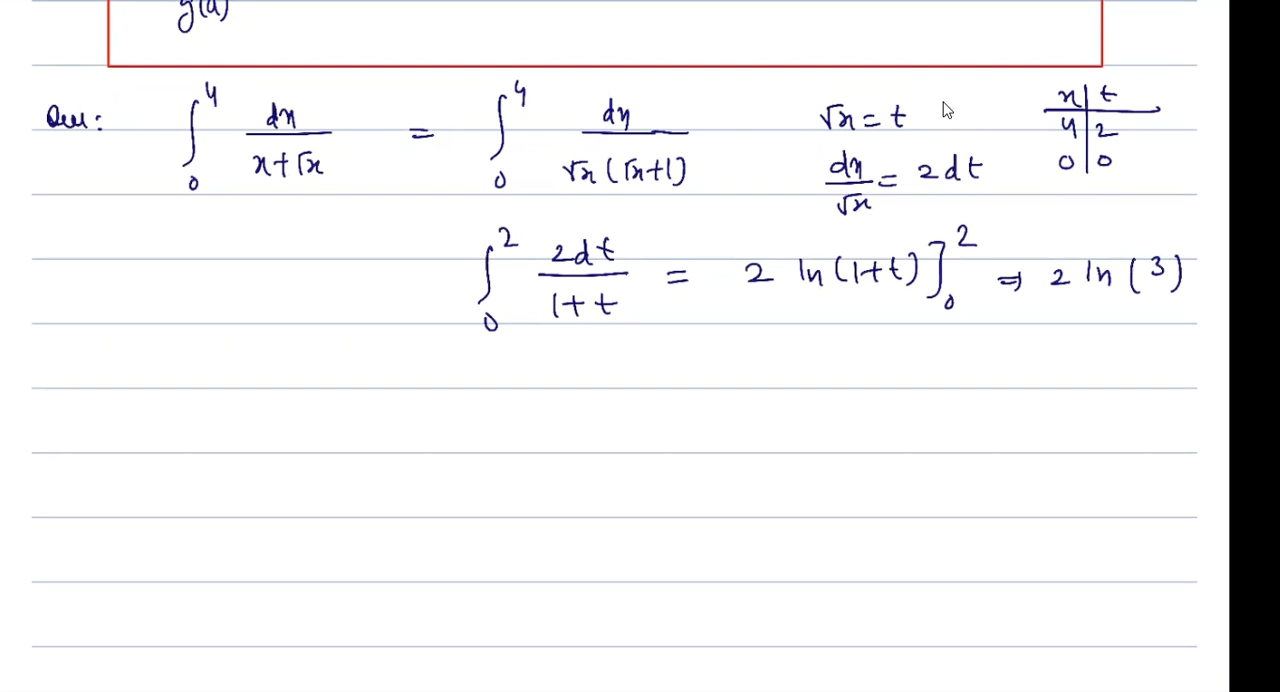 g(a)
Que: ∫₀⁴ dx/(x+√x) = ∫₀⁴ dx/(√x(√x+1)) √x = t x | t
dx/√x = 2dt 4 | 2
0 | 0
∫₀² 2dt/(1+t) = 2 ln(1+t)]₀² ⇒ 2 ln(3)